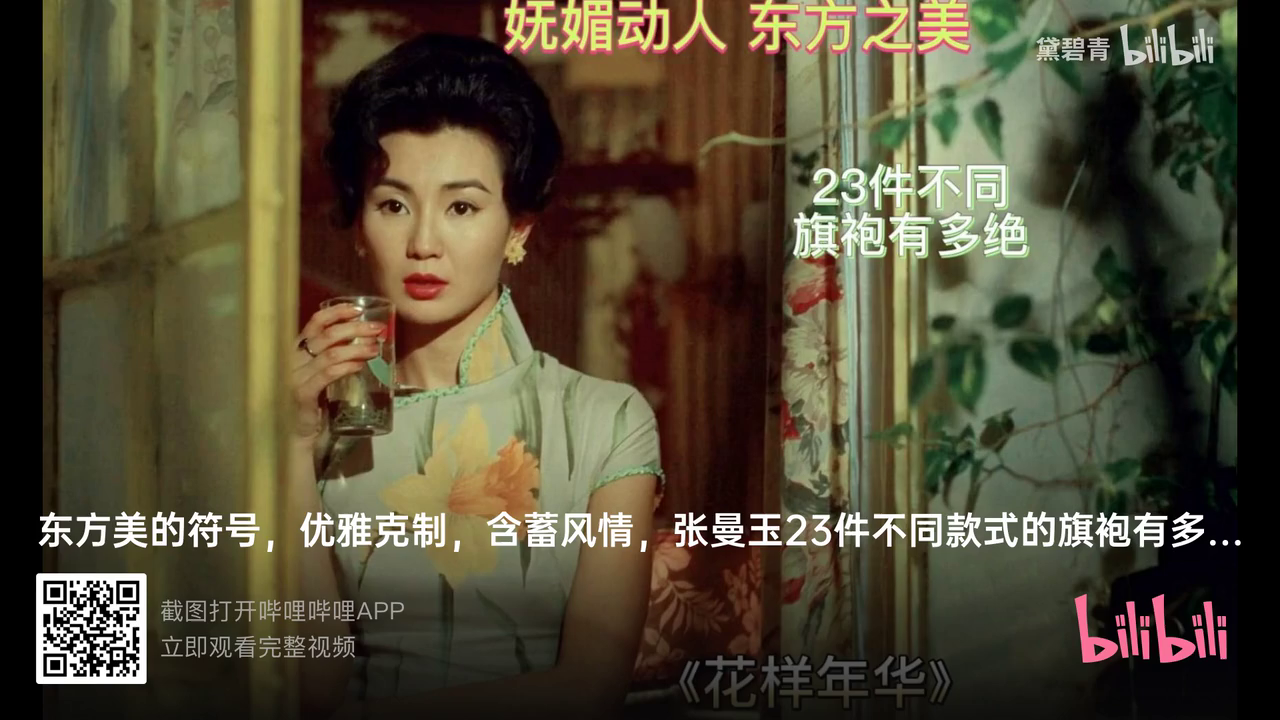 妩媚动人 东方之美
黛碧青 bilibili
23件不同
旗袍有多绝
东方美的符号，优雅克制，含蓄风情，张曼玉23件不同款式的旗袍有多...
截图打开哔哩哔哩APP
立即观看完整视频
bilibili
《花样年华》